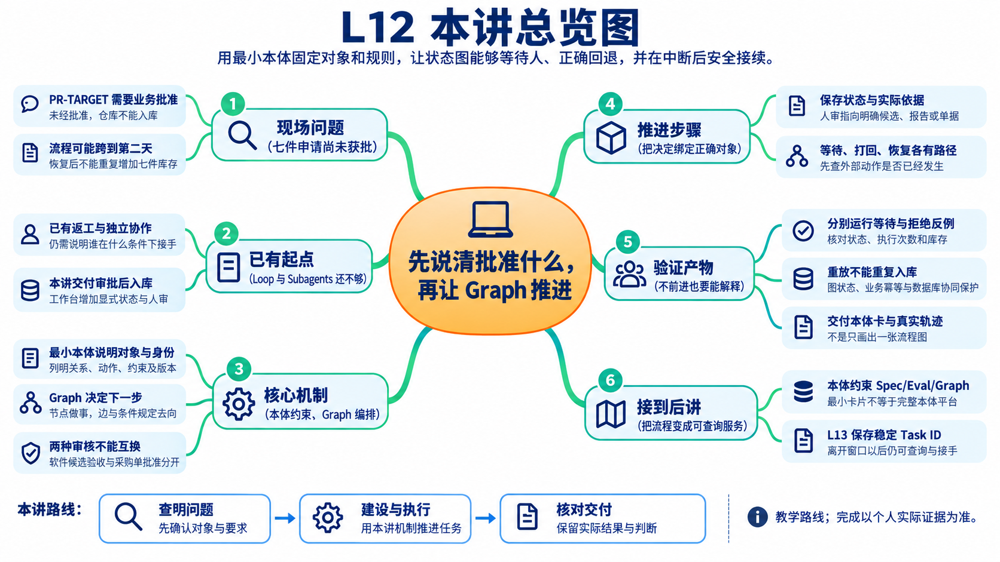 L12 本讲总览图
用最小本体固定对象和规则，让状态图能够等待人、正确回退，并在中断后安全接续。
1
现场问题
（七件申请尚未获批）
PR-TARGET 需要业务批准
未经批准，仓库不能入库
流程可能跨到第二天
恢复后不能重复增加七件库存
2
已有起点
（Loop 与 Subagents 还不够）
已有返工与独立协作
仍需说明谁在什么条件下接手
本讲交付审批后入库
工作台增加显式状态与人审
3
核心机制
（本体约束、Graph 编排）
最小本体说明对象与身份
列明关系、动作、约束及版本
Graph 决定下一步
节点做事，边与条件规定去向
两种审核不能互换
软件候选验收与采购单批准分开
先说清批准什么，
再让 Graph 推进
4
推进步骤
（把决定绑定正确对象）
保存状态与实际依据
人审指向明确候选、报告或单据
等待、打回、恢复各有路径
先查外部动作是否已经发生
5
验证产物
（不前进也要能解释）
分别运行等待与拒绝反例
核对状态、执行次数和库存
重放不能重复入库
图状态、业务幂等与数据库协同保护
交付本体卡与真实轨迹
不是只画出一张流程图
6
接到后讲
（把流程变成可查询服务）
本体约束 Spec/Eval/Graph
最小卡片不等于完整本体平台
L13 保存稳定 Task ID
离开窗口以后仍可查询与接手
本讲路线：
查明问题
先确认对象与要求
建设与执行
用本讲机制推进任务
核对交付
保留实际结果与判断
教学路线；完成以个人实际证据为准。